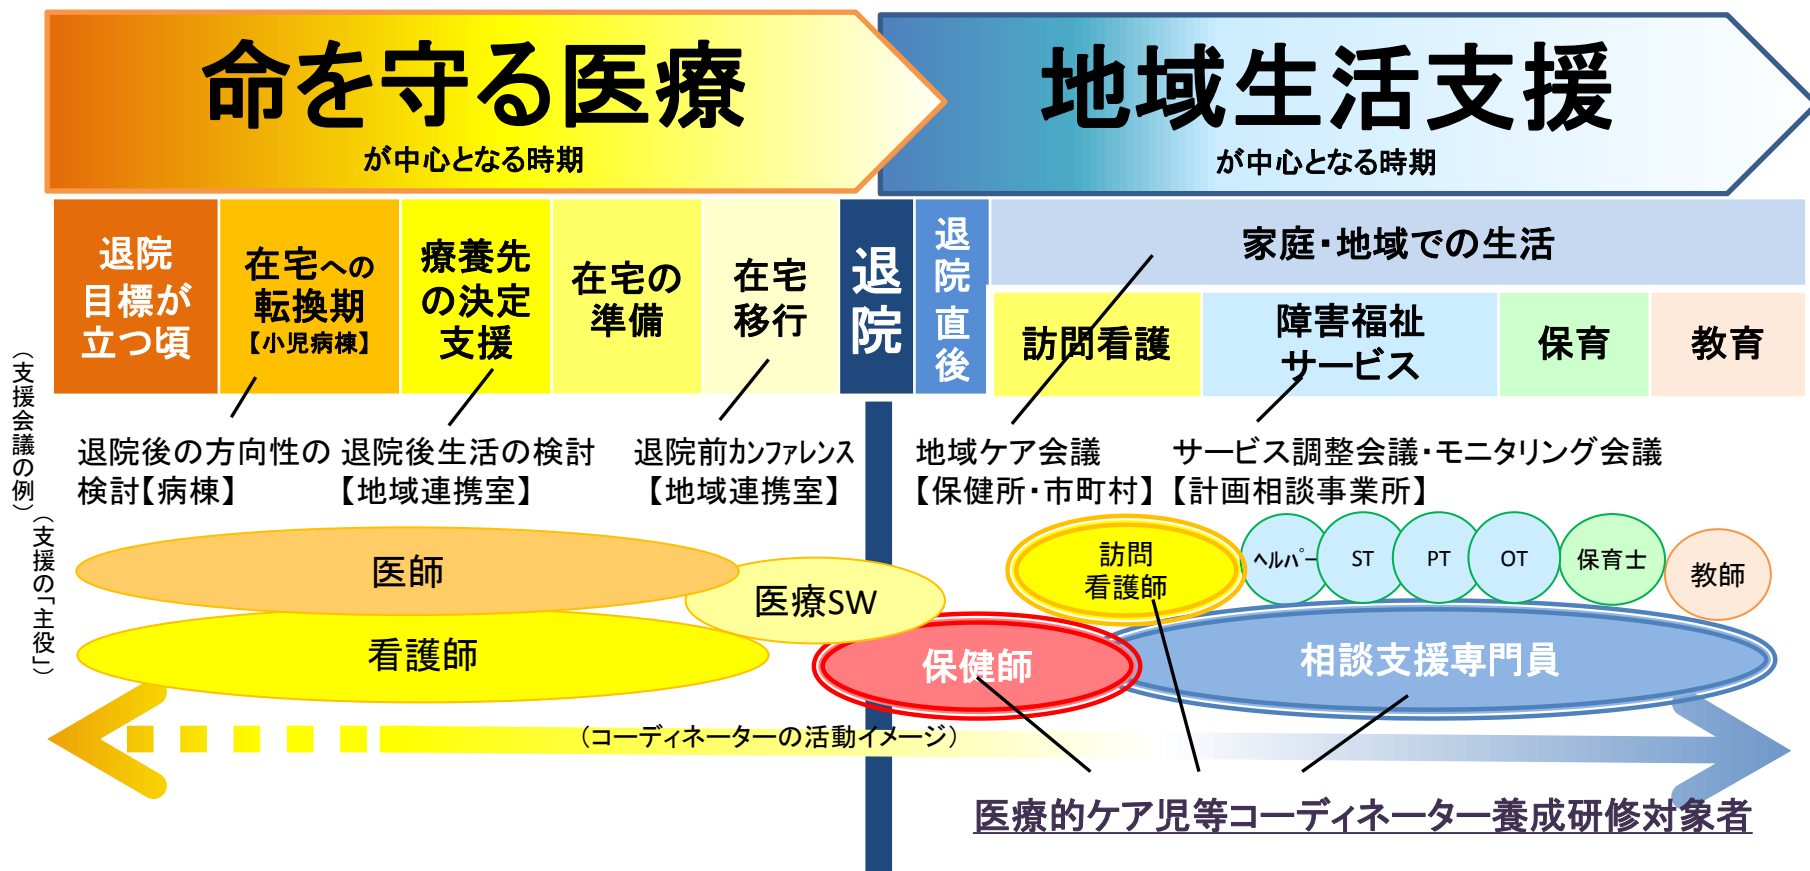 命を守る医療
が中心となる時期
地域生活支援
が中心となる時期
退院
目標が
立つ頃
在宅への
転換期
【小児病棟】
療養先
の決定
支援
在宅の
準備
在宅
移行
退院
退院直後
家庭・地域での生活
訪問看護
障害福祉
サービス
保育
教育
（支援会議の例）
退院後の方向性の
検討【病棟】
退院後生活の検討
【地域連携室】
退院前カンファレンス
【地域連携室】
地域ケア会議
【保健所・市町村】
サービス調整会議・モニタリング会議
【計画相談事業所】
（支援の「主役」）
医師
看護師
医療SW
保健師
訪問
看護師
ヘルパー
ST
PT
OT
保育士
教師
相談支援専門員
（コーディネーターの活動イメージ）
医療的ケア児等コーディネーター養成研修対象者